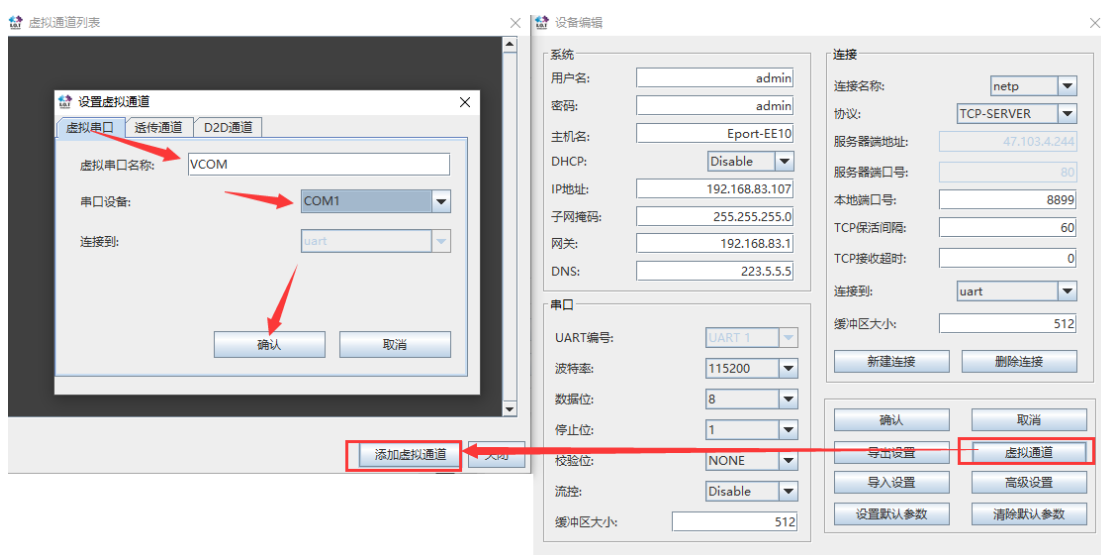 虚拟通道列表
设置虚拟通道
虚拟串口 透传通道 D2D通道
虚拟串口名称: VCOM
串口设备: COM1
连接到: uart
确认 取消
添加虚拟通道 关闭
设备编辑
系统
用户名: admin
密码: admin
主机名: Eport-EE10
DHCP: Disable
IP地址: 192.168.83.107
子网掩码: 255.255.255.0
网关: 192.168.83.1
DNS: 223.5.5.5
串口
UART编号: UART 1
波特率: 115200
数据位: 8
停止位: 1
校验位: NONE
流控: Disable
缓冲区大小: 512
连接
连接名称: netp
协议: TCP-SERVER
服务器端地址: 47.103.4.244
服务器端口号: 80
本地端口号: 8899
TCP保活间隔: 60
TCP接收超时: 0
连接到: uart
缓冲区大小: 512
新建连接 删除连接
确认 取消
导出设置 虚拟通道
导入设置 高级设置
设置默认参数 清除默认参数